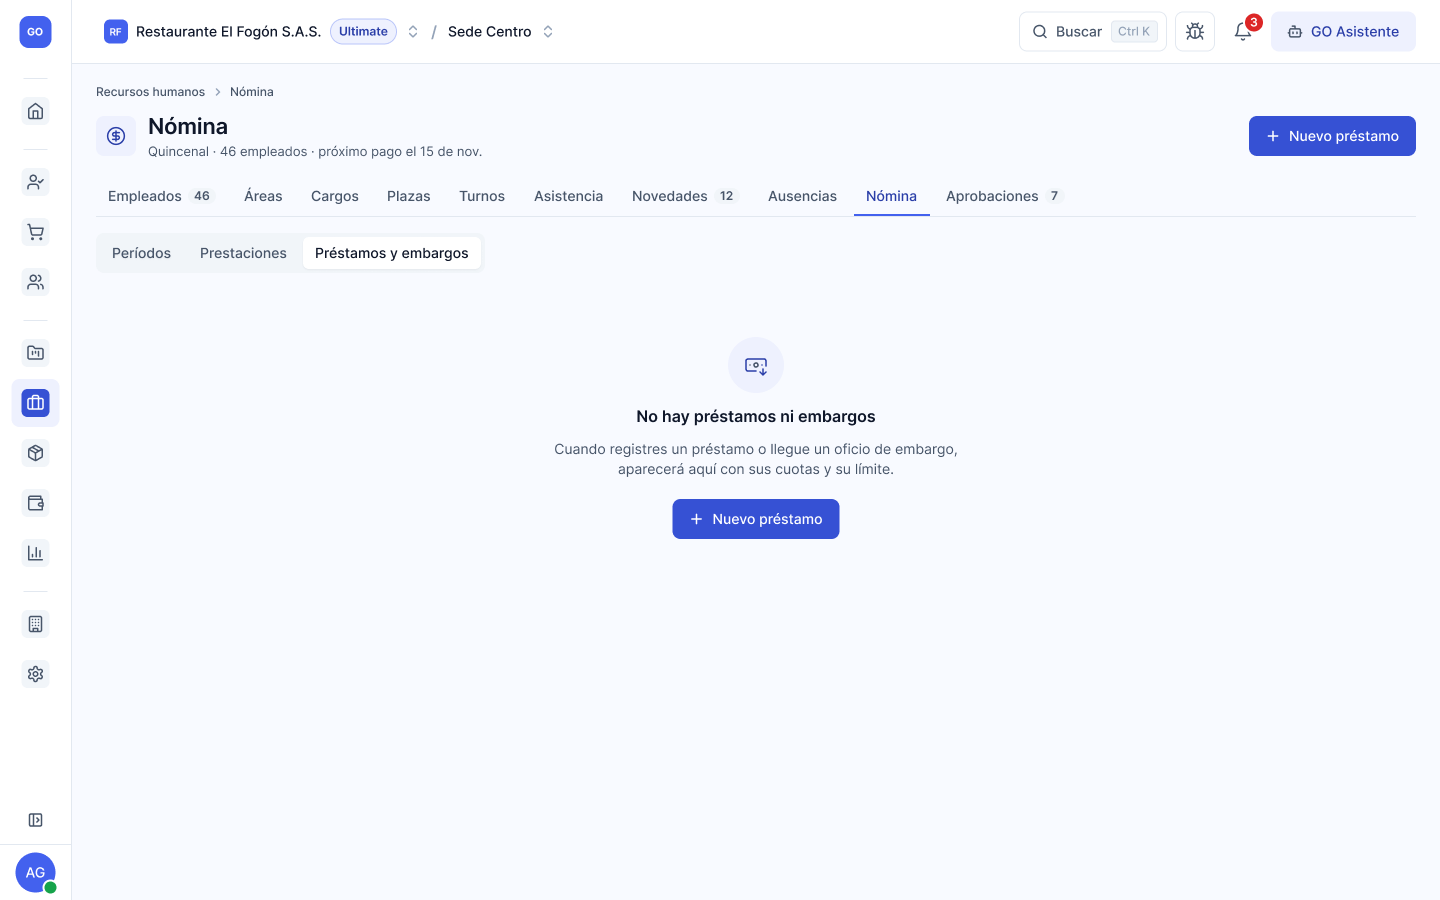 GO
RF Restaurante El Fogón S.A.S. Ultimate / Sede Centro
Buscar Ctrl K
3
GO Asistente
Recursos humanos > Nómina
Nómina
Quincenal · 46 empleados · próximo pago el 15 de nov.
+ Nuevo préstamo
Empleados 46 Áreas Cargos Plazas Turnos Asistencia Novedades 12 Ausencias Nómina Aprobaciones 7
Períodos Prestaciones Préstamos y embargos
No hay préstamos ni embargos
Cuando registres un préstamo o llegue un oficio de embargo,
aparecerá aquí con sus cuotas y su límite.
+ Nuevo préstamo
AG